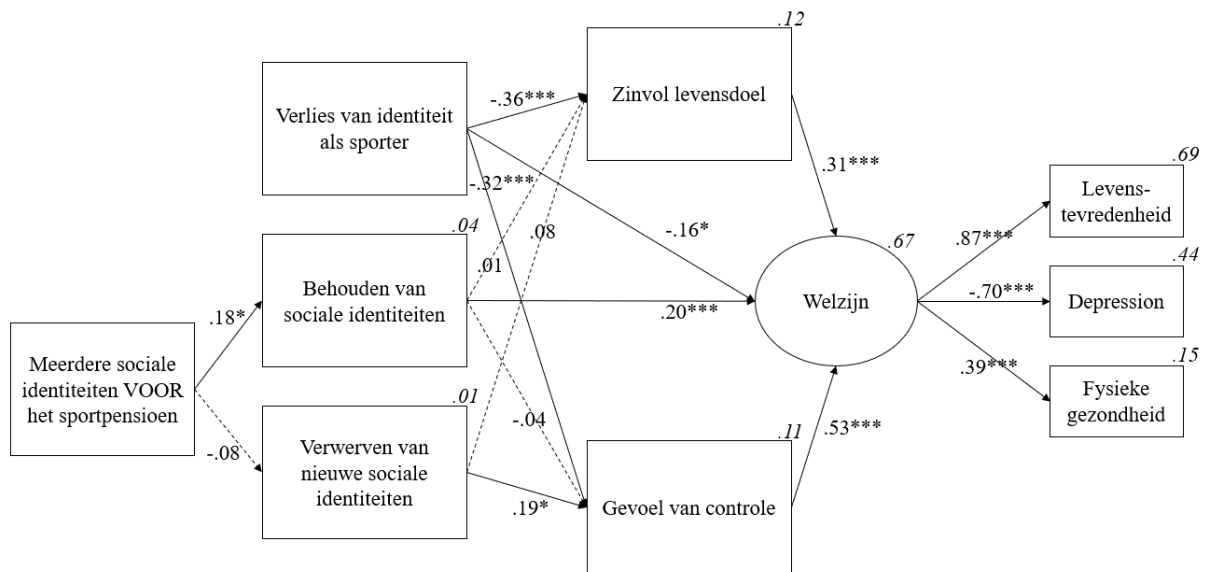 .12
Zinvol levensdoel
Verlies van identiteit
als sporter
-.36***
-.32***
.31***
.69
Levens-
tevredenheid
.04
.08
-.16*
.67
.87***
.44
Behouden van
sociale identiteiten
.01
.20***
Welzijn
-.70***
Depression
.18*
Meerdere sociale
identiteiten VOOR
het sportpensioen
.39***
.15
Fysieke
gezondheid
-.08
.01
Verwerven van
nieuwe sociale
identiteiten
-.04
.19*
.11
Gevoel van controle
.53***